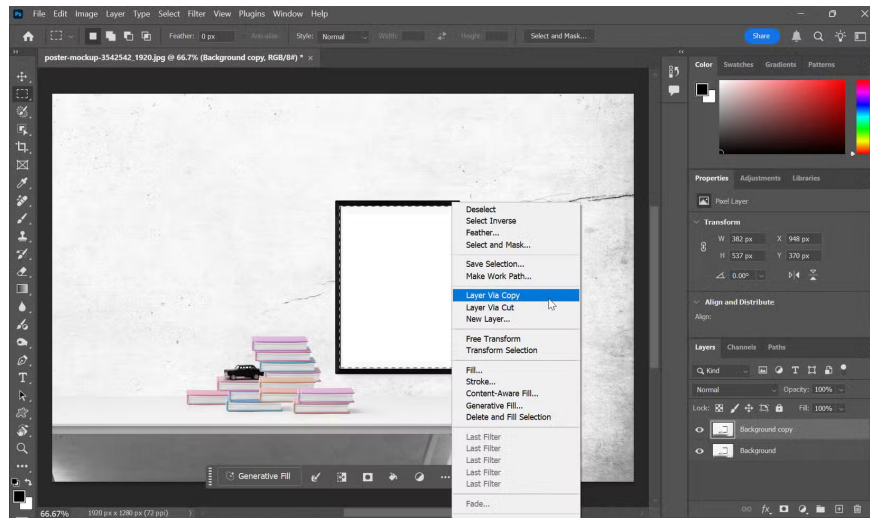 Ps File Edit Image Layer Type Select Filter View Plugins Window Help
Feather: 0 px Anti-alias Style: Normal Width: Height: Select and Mask... Share
poster-mockup-3542542_1920.jpg @ 66.7% (Background copy, RGB/8#) * ×
Color Swatches Gradients Patterns
Properties Adjustments Libraries
Pixel Layer
Transform
W 382 px X 948 px
H 537 px Y 370 px
0.00°
Align and Distribute
Align:
Layers Channels Paths
Kind
Normal Opacity: 100%
Lock: Fill: 100%
Background copy
Background
Deselect
Select Inverse
Feather...
Select and Mask...
Save Selection...
Make Work Path...
Layer Via Copy
Layer Via Cut
New Layer...
Free Transform
Transform Selection
Fill...
Stroke...
Content-Aware Fill...
Generative Fill...
Delete and Fill Selection
Last Filter
Last Filter
Last Filter
Last Filter
Last Filter
Fade...
Generative Fill
66.67% 1920 px x 1280 px (72 ppi)